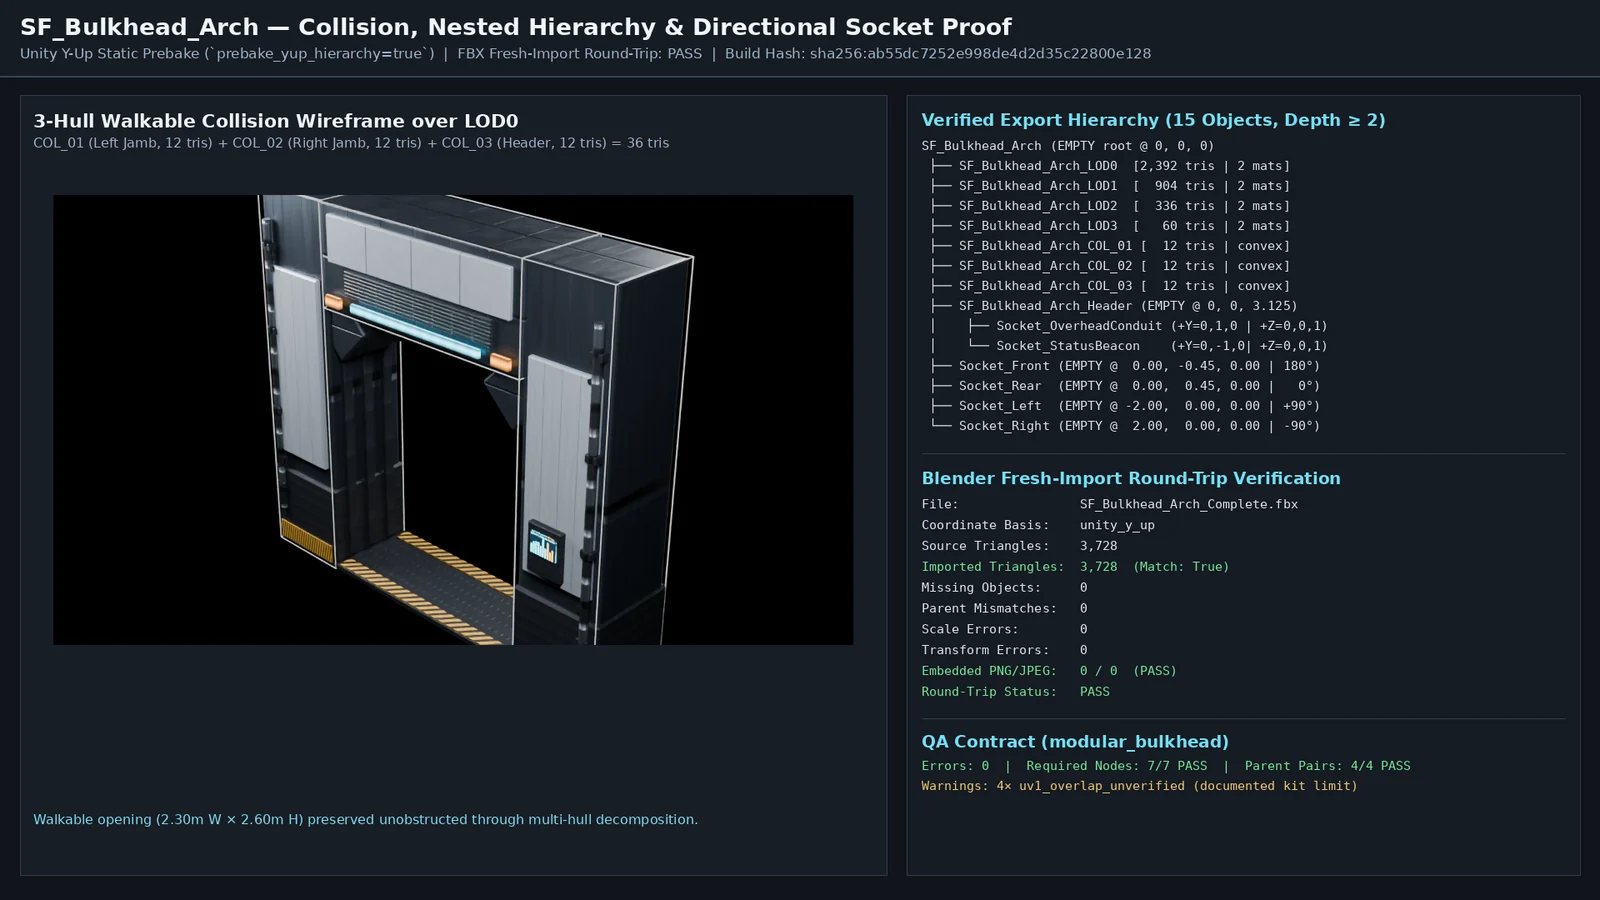 SF_Bulkhead_Arch — Collision, Nested Hierarchy & Directional Socket Proof
Unity Y-Up Static Prebake (`prebake_yup_hierarchy=true`)  |  FBX Fresh-Import Round-Trip: PASS  |  Build Hash: sha256:ab55dc7252e998de4d2d35c22800e128
3-Hull Walkable Collision Wireframe over LOD0
COL_01 (Left Jamb, 12 tris) + COL_02 (Right Jamb, 12 tris) + COL_03 (Header, 12 tris) = 36 tris
Walkable opening (2.30m W × 2.60m H) preserved unobstructed through multi-hull decomposition.
Verified Export Hierarchy (15 Objects, Depth ≥ 2)
SF_Bulkhead_Arch (EMPTY root @ 0, 0, 0)
├── SF_Bulkhead_Arch_LOD0  [2,392 tris | 2 mats]
├── SF_Bulkhead_Arch_LOD1  [  904 tris | 2 mats]
├── SF_Bulkhead_Arch_LOD2  [  336 tris | 2 mats]
├── SF_Bulkhead_Arch_LOD3  [   60 tris | 2 mats]
├── SF_Bulkhead_Arch_COL_01 [  12 tris | convex]
├── SF_Bulkhead_Arch_COL_02 [  12 tris | convex]
├── SF_Bulkhead_Arch_COL_03 [  12 tris | convex]
├── SF_Bulkhead_Arch_Header (EMPTY @ 0, 0, 3.125)
│    ├── Socket_OverheadConduit (+Y=0,1,0 | +Z=0,0,1)
│    └── Socket_StatusBeacon    (+Y=0,-1,0| +Z=0,0,1)
├── Socket_Front (EMPTY @  0.00, -0.45, 0.00 | 180°)
├── Socket_Rear  (EMPTY @  0.00,  0.45, 0.00 |   0°)
├── Socket_Left  (EMPTY @ -2.00,  0.00, 0.00 | +90°)
└── Socket_Right (EMPTY @  2.00,  0.00, 0.00 | -90°)
Blender Fresh-Import Round-Trip Verification
File: SF_Bulkhead_Arch_Complete.fbx
Coordinate Basis: unity_y_up
Source Triangles: 3,728
Imported Triangles: 3,728  (Match: True)
Missing Objects: 0
Parent Mismatches: 0
Scale Errors: 0
Transform Errors: 0
Embedded PNG/JPEG: 0 / 0  (PASS)
Round-Trip Status: PASS
QA Contract (modular_bulkhead)
Errors: 0  |  Required Nodes: 7/7 PASS  |  Parent Pairs: 4/4 PASS
Warnings: 4× uv1_overlap_unverified (documented kit limit)